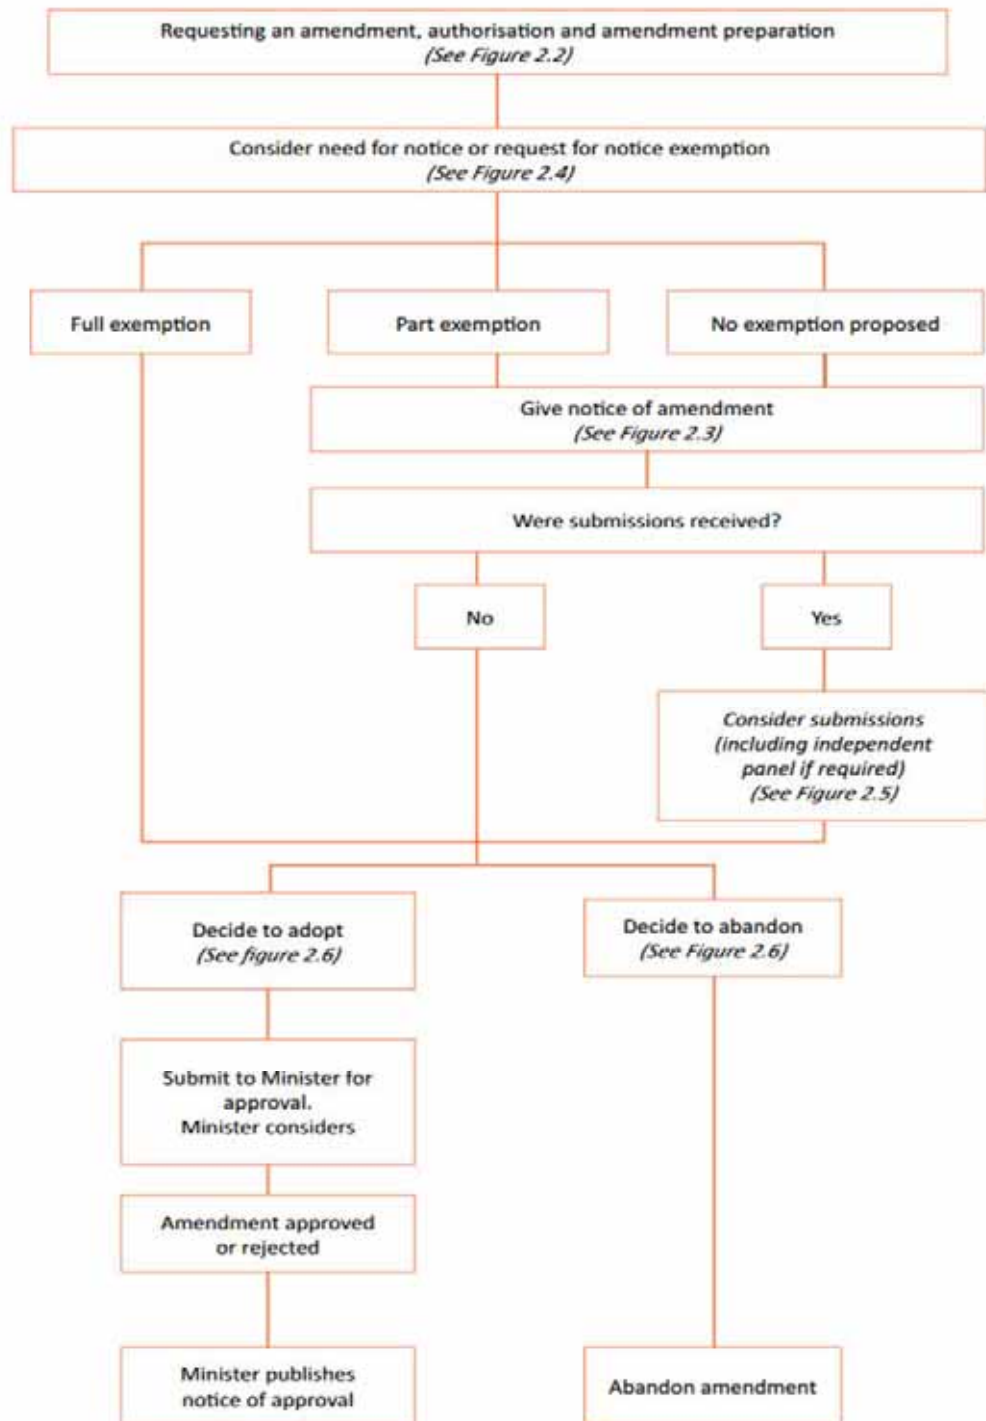 Requesting an amendment, authorisation and amendment preparation
(See Figure 2.2)
Consider need for notice or request for notice exemption
(See Figure 2.4)
Full exemption
Part exemption
No exemption proposed
Give notice of amendment
(See Figure 2.3)
Were submissions received?
No
Yes
Consider submissions
(including independent
panel if required)
(See Figure 2.5)
Decide to adopt
(See figure 2.6)
Decide to abandon
(See Figure 2.6)
Submit to Minister for
approval.
Minister considers
Amendment approved
or rejected
Minister publishes
notice of approval
Abandon amendment